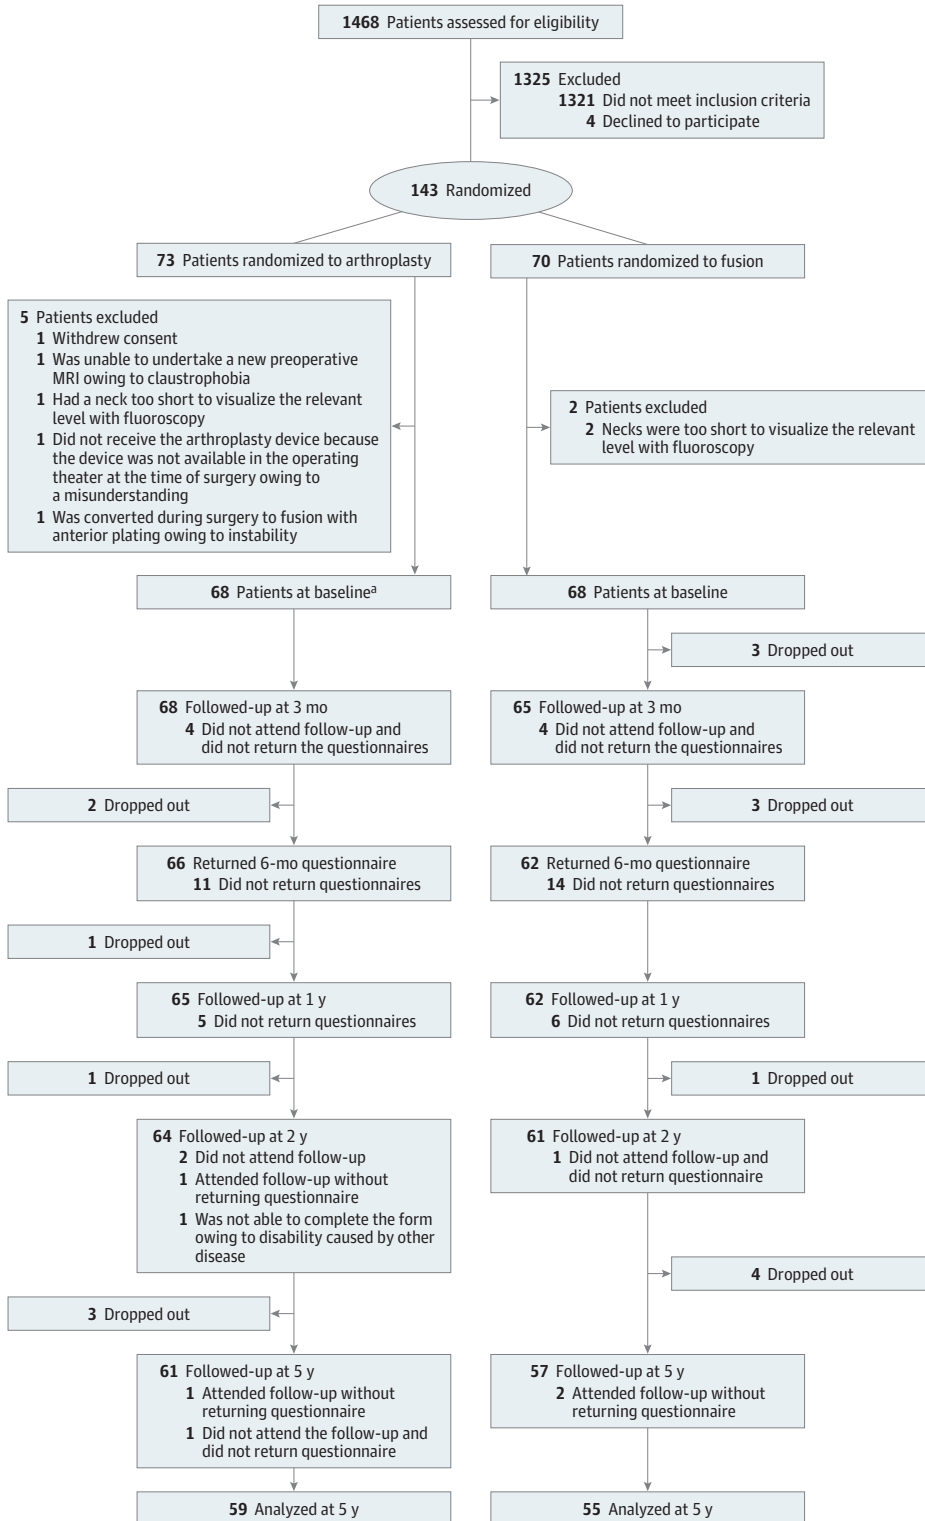 1468 Patients assessed for eligibility
1325 Excluded
1321 Did not meet inclusion criteria
4 Declined to participate
143 Randomized
73 Patients randomized to arthroplasty
70 Patients randomized to fusion
5 Patients excluded
1 Withdrew consent
1 Was unable to undertake a new preoperative
MRI owing to claustrophobia
1 Had a neck too short to visualize the relevant
level with fluoroscopy
1 Did not receive the arthroplasty device because
the device was not available in the operating
theater at the time of surgery owing to
a misunderstanding
1 Was converted during surgery to fusion with
anterior plating owing to instability
2 Patients excluded
2 Necks were too short to visualize the relevant
level with fluoroscopy
68 Patients at baselineª
68 Patients at baseline
3 Dropped out
68 Followed-up at 3 mo
4 Did not attend follow-up and
did not return the questionnaires
65 Followed-up at 3 mo
4 Did not attend follow-up and
did not return the questionnaires
2 Dropped out
3 Dropped out
66 Returned 6-mo questionnaire
11 Did not return questionnaires
62 Returned 6-mo questionnaire
14 Did not return questionnaires
1 Dropped out
65 Followed-up at 1 y
5 Did not return questionnaires
62 Followed-up at 1 y
6 Did not return questionnaires
1 Dropped out
1 Dropped out
64 Followed-up at 2 y
2 Did not attend follow-up
1 Attended follow-up without
returning questionnaire
1 Was not able to complete the form
owing to disability caused by other
disease
61 Followed-up at 2 y
1 Did not attend follow-up and
did not return questionnaire
4 Dropped out
3 Dropped out
61 Followed-up at 5 y
1 Attended follow-up without
returning questionnaire
1 Did not attend the follow-up and
did not return questionnaire
57 Followed-up at 5 y
2 Attended follow-up without
returning questionnaire
59 Analyzed at 5 y
55 Analyzed at 5 y